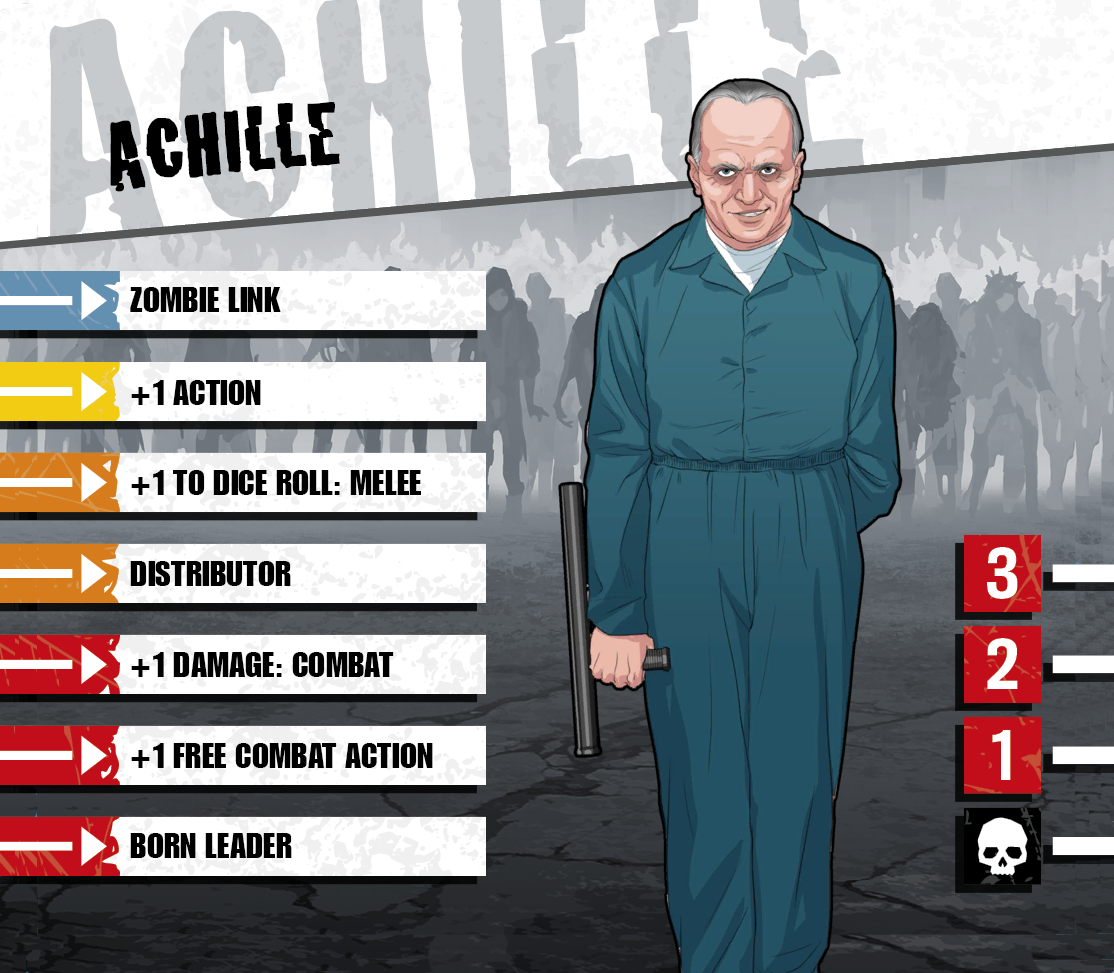 ACHILLE
ACHILLE
ZOMBIE LINK
+1 ACTION
+1 TO DICE ROLL: MELEE
DISTRIBUTOR
+1 DAMAGE: COMBAT
+1 FREE COMBAT ACTION
BORN LEADER
3
2
1